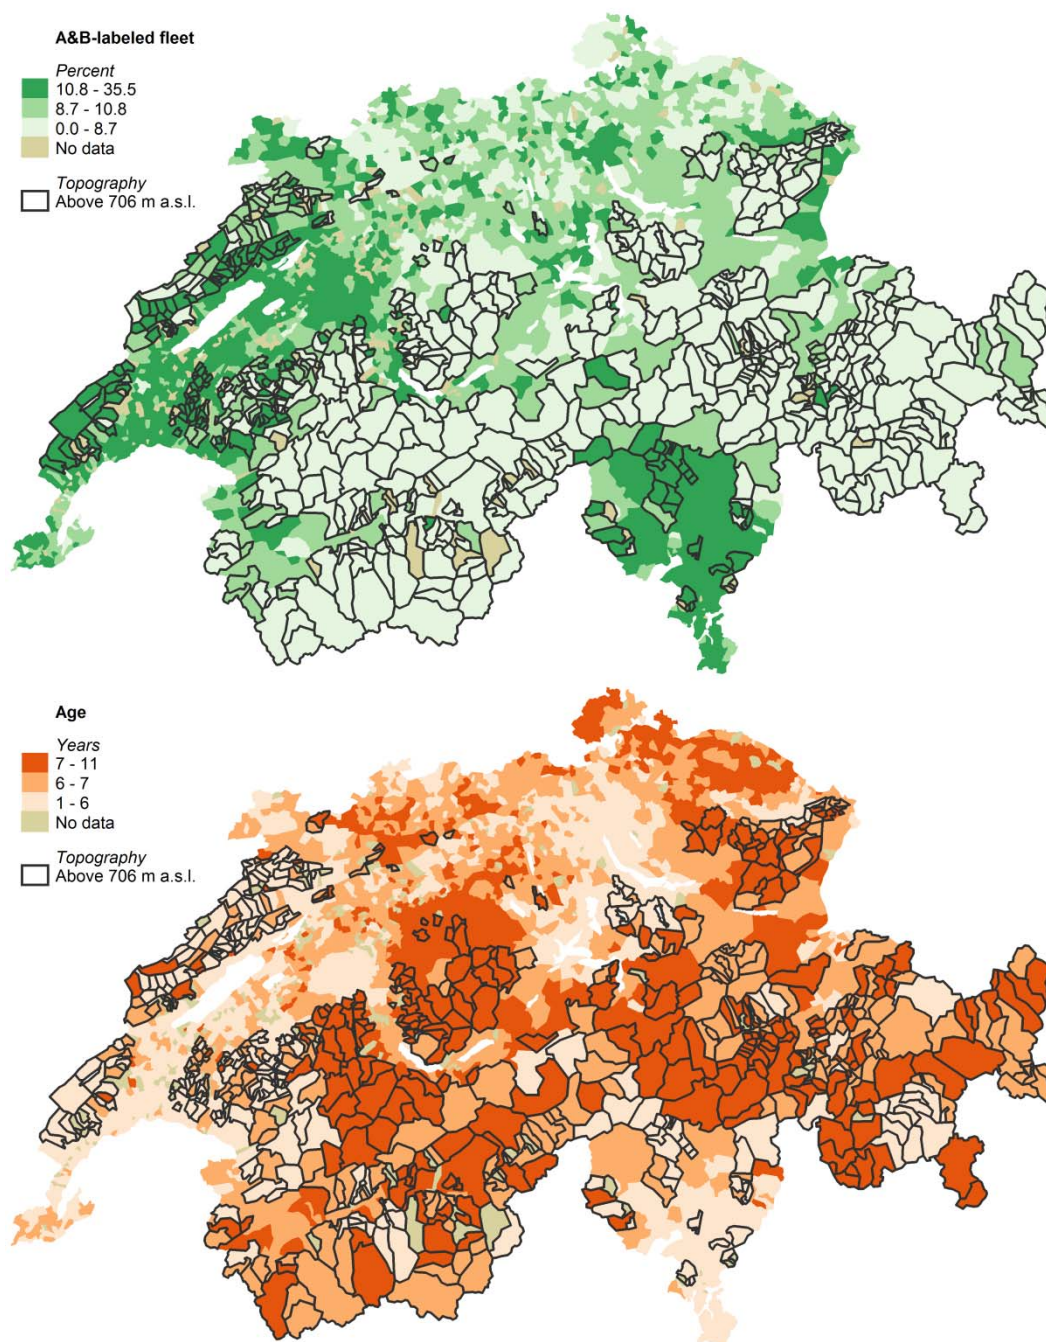 A&B-labeled fleet
Percent
10.8 - 35.5
8.7 - 10.8
0.0 - 8.7
No data
Topography
Above 706 m a.s.l.
Age
Years
7 - 11
6 - 7
1 - 6
No data
Topography
Above 706 m a.s.l.